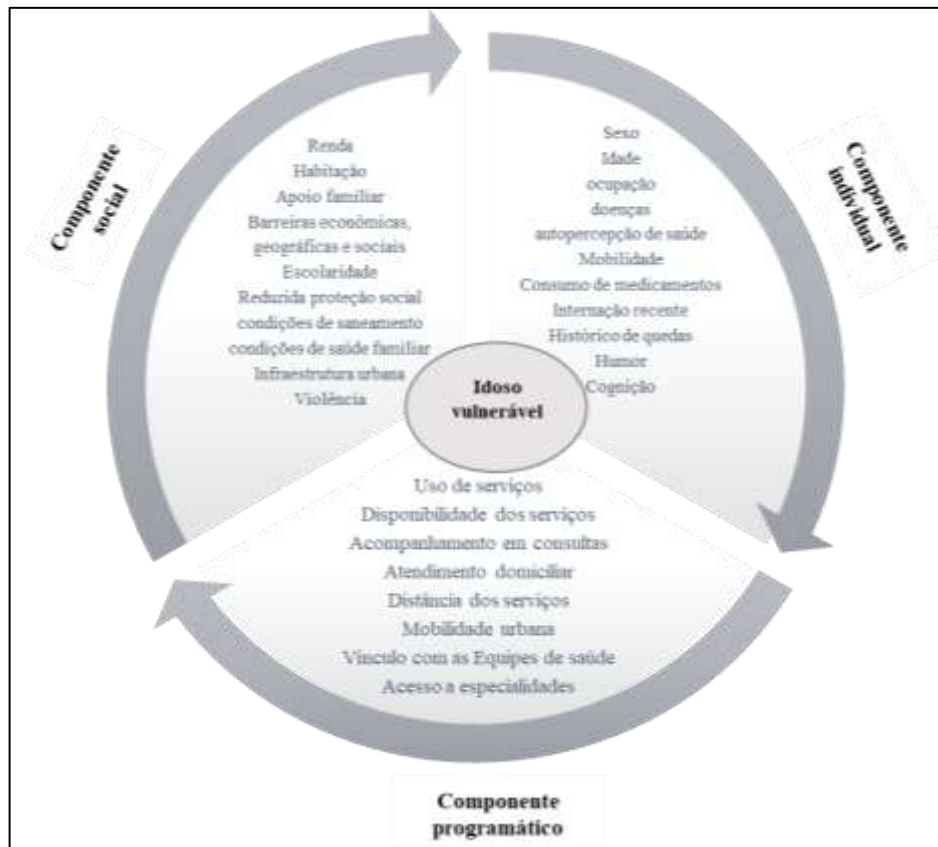 Componente
social
Renda
Habitação
Apoio familiar
Barreiras econômicas,
geográficas e sociais
Escolaridade
Reduzida proteção social
condições de saneamento
condições de saúde familiar
Infraestrutura urbana
Violência
Componente
individual
Sexo
Idade
ocupação
doenças
autopercepção de saúde
Mobilidade
Consumo de medicamentos
Internação recente
Histórico de quedas
Humor
Cognição
Idoso
vulnerável
Uso de serviços
Disponibilidade dos serviços
Acompanhamento em consultas
Atendimento domiciliar
Distância dos serviços
Mobilidade urbana
Vínculo com as Equipes de saúde
Acesso a especialidades
Componente
programático